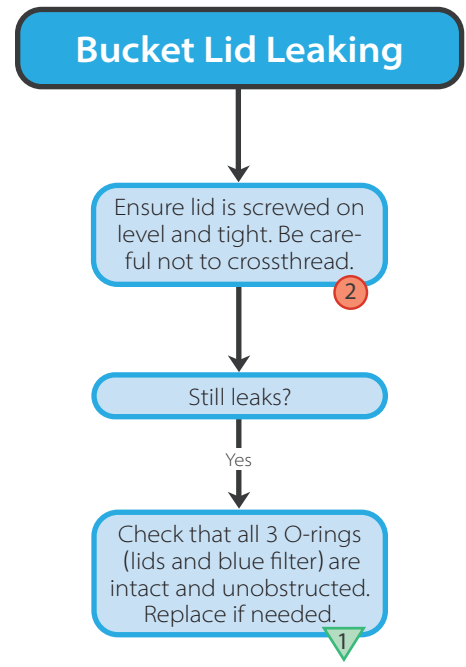 Bucket Lid Leaking
Ensure lid is screwed on
level and tight. Be care-
ful not to crossthread.
2
Still leaks?
Yes
Check that all 3 O-rings
(lids and blue filter) are
intact and unobstructed.
Replace if needed.
1